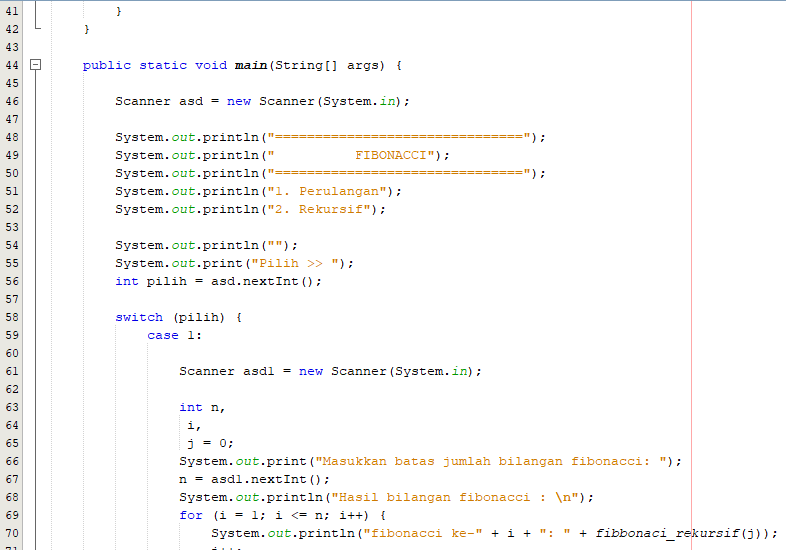 41 }
42 }
43
44 public static void main(String[] args) {
45
46 Scanner asd = new Scanner(System.in);
47
48 System.out.println("===============================");
49 System.out.println("          FIBONACCI");
50 System.out.println("===============================");
51 System.out.println("1. Perulangan");
52 System.out.println("2. Rekursif");
53
54 System.out.println("");
55 System.out.print("Pilih >> ");
56 int pilih = asd.nextInt();
57
58 switch (pilih) {
59 case 1:
60
61 Scanner asd1 = new Scanner(System.in);
62
63 int n,
64 i,
65 j = 0;
66 System.out.print("Masukkan batas jumlah bilangan fibonacci: ");
67 n = asd1.nextInt();
68 System.out.println("Hasil bilangan fibonacci : \n");
69 for (i = 1; i <= n; i++) {
70 System.out.println("fibonacci ke-" + i + ": " + fibbonaci_rekursif(j));